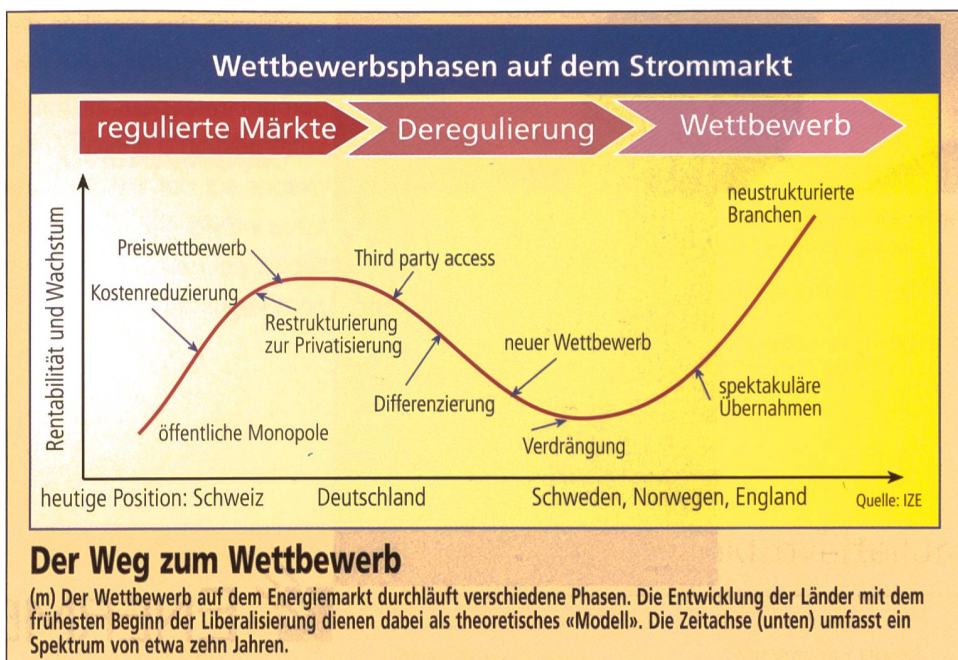 Wettbewerbsphasen auf dem Strommarkt
regulierte Märkte
Deregulierung
Wettbewerb
Rentabilität und Wachstum
neustrukturierte
Branchen
Preiswettbewerb
Third party access
Kostenreduzierung
Restrukturierung
zur Privatisierung
neuer Wettbewerb
Differenzierung
spektakuläre
Übernahmen
öffentliche Monopole
Verdrängung
heutige Position: Schweiz
Deutschland
Schweden, Norwegen, England
Quelle: IZE
Der Weg zum Wettbewerb
(m) Der Wettbewerb auf dem Energiemarkt durchläuft verschiedene Phasen. Die Entwicklung der Länder mit dem
frühesten Beginn der Liberalisierung dienen dabei als theoretisches «Modell». Die Zeitachse (unten) umfasst ein
Spektrum von etwa zehn Jahren.